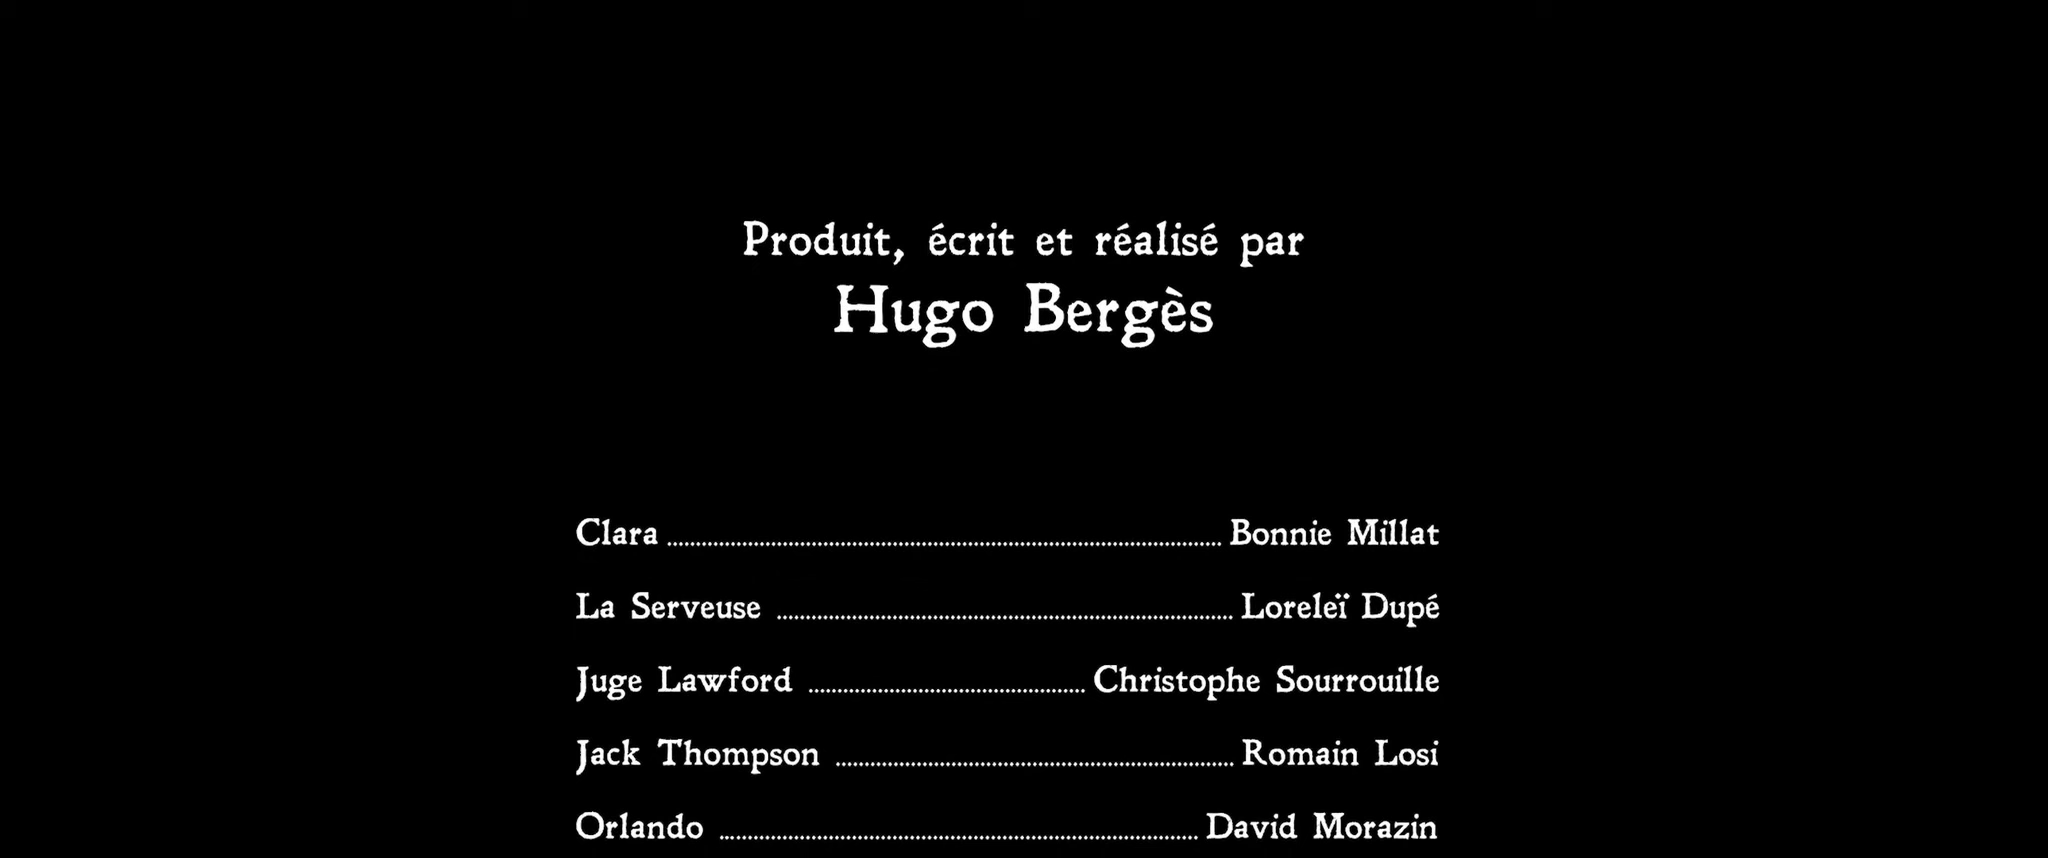 Produit, écrit et réalisé par
Hugo Bergès
Clara ........ Bonnie Millat
La Serveuse ........ Loreleï Dupé
Juge Lawford ........ Christophe Sourrouille
Jack Thompson ........ Romain Losi
Orlando ........ David Morazin